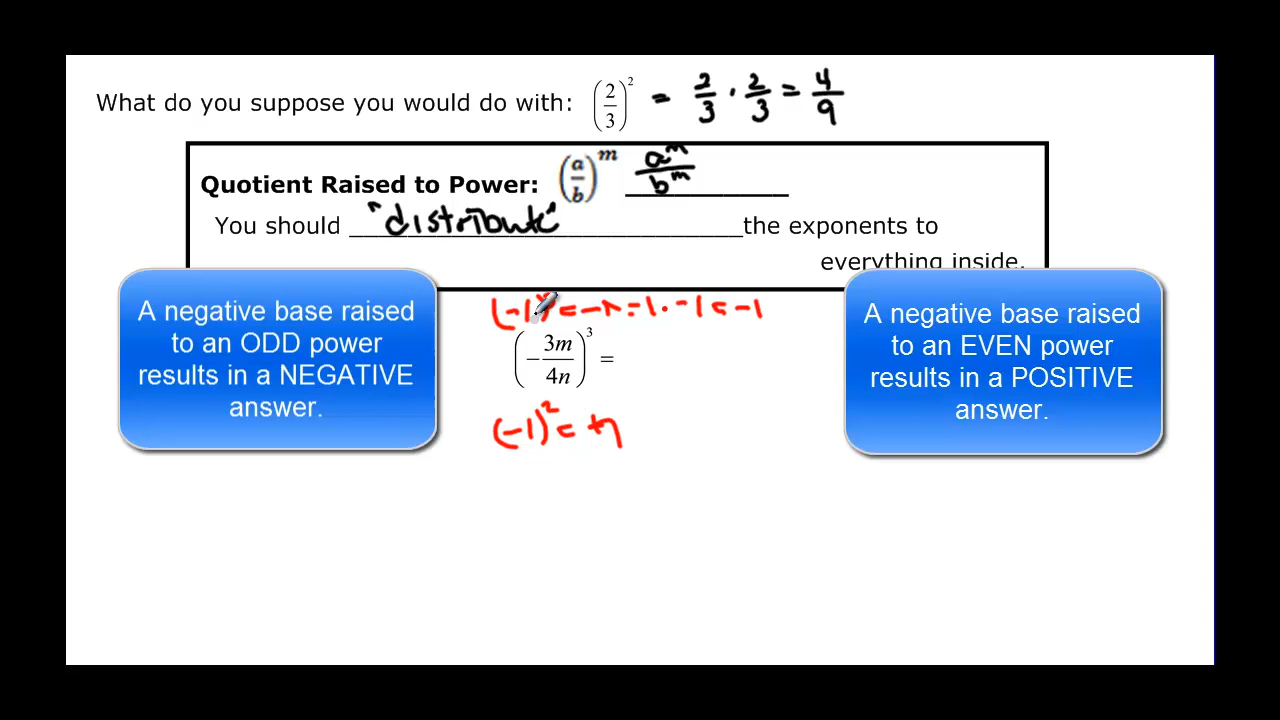 What do you suppose you would do with: (2/3)² = 2/3 · 2/3 = 4/9
Quotient Raised to Power: (a/b)^m a^m/b^m
You should "distribute" the exponents to
everything inside.
A negative base raised
to an ODD power
results in a NEGATIVE
answer.
= -1 · -1 = -1
(-3m/4n)³ =
(-1)² = +1
A negative base raised
to an EVEN power
results in a POSITIVE
answer.